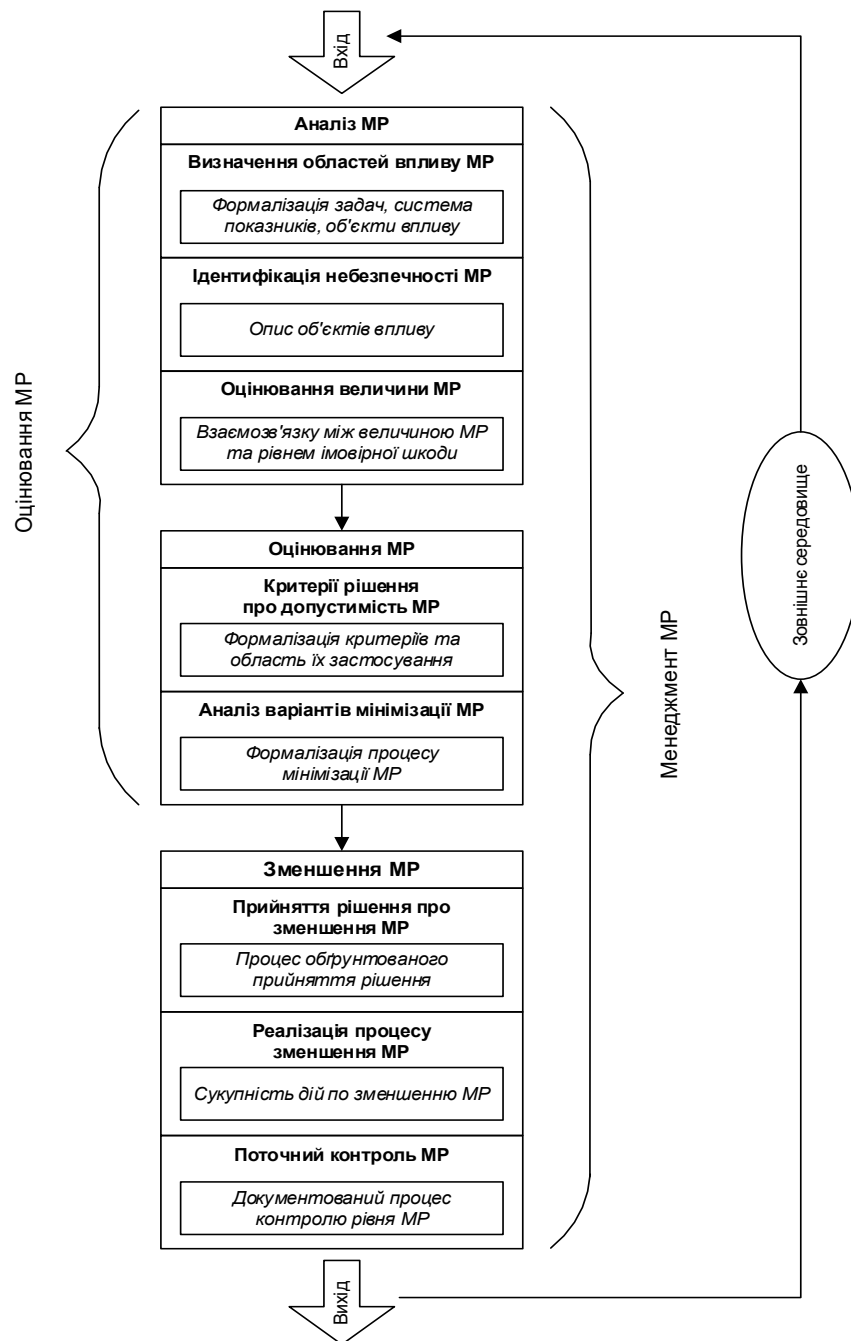 Вхід
Аналіз МР
Визначення областей впливу МР
Формалізація задач, система
показників, об'єкти впливу
Ідентифікація небезпечності МР
Опис об'єктів впливу
Оцінювання величини МР
Взаємозв'язку між величиною МР
та рівнем імовірної шкоди
Оцінювання МР
Оцінювання МР
Критерії рішення
про допустимість МР
Формалізація критеріїв та
область їх застосування
Аналіз варіантів мінімізації МР
Формалізація процесу
мінімізації МР
Зменшення МР
Прийняття рішення про
зменшення МР
Процес обґрунтованого
прийняття рішення
Реалізація процесу
зменшення МР
Сукупність дій по зменшенню МР
Поточний контроль МР
Документований процес
контролю рівня МР
Вихід
Менеджмент МР
Зовнішнє середовище